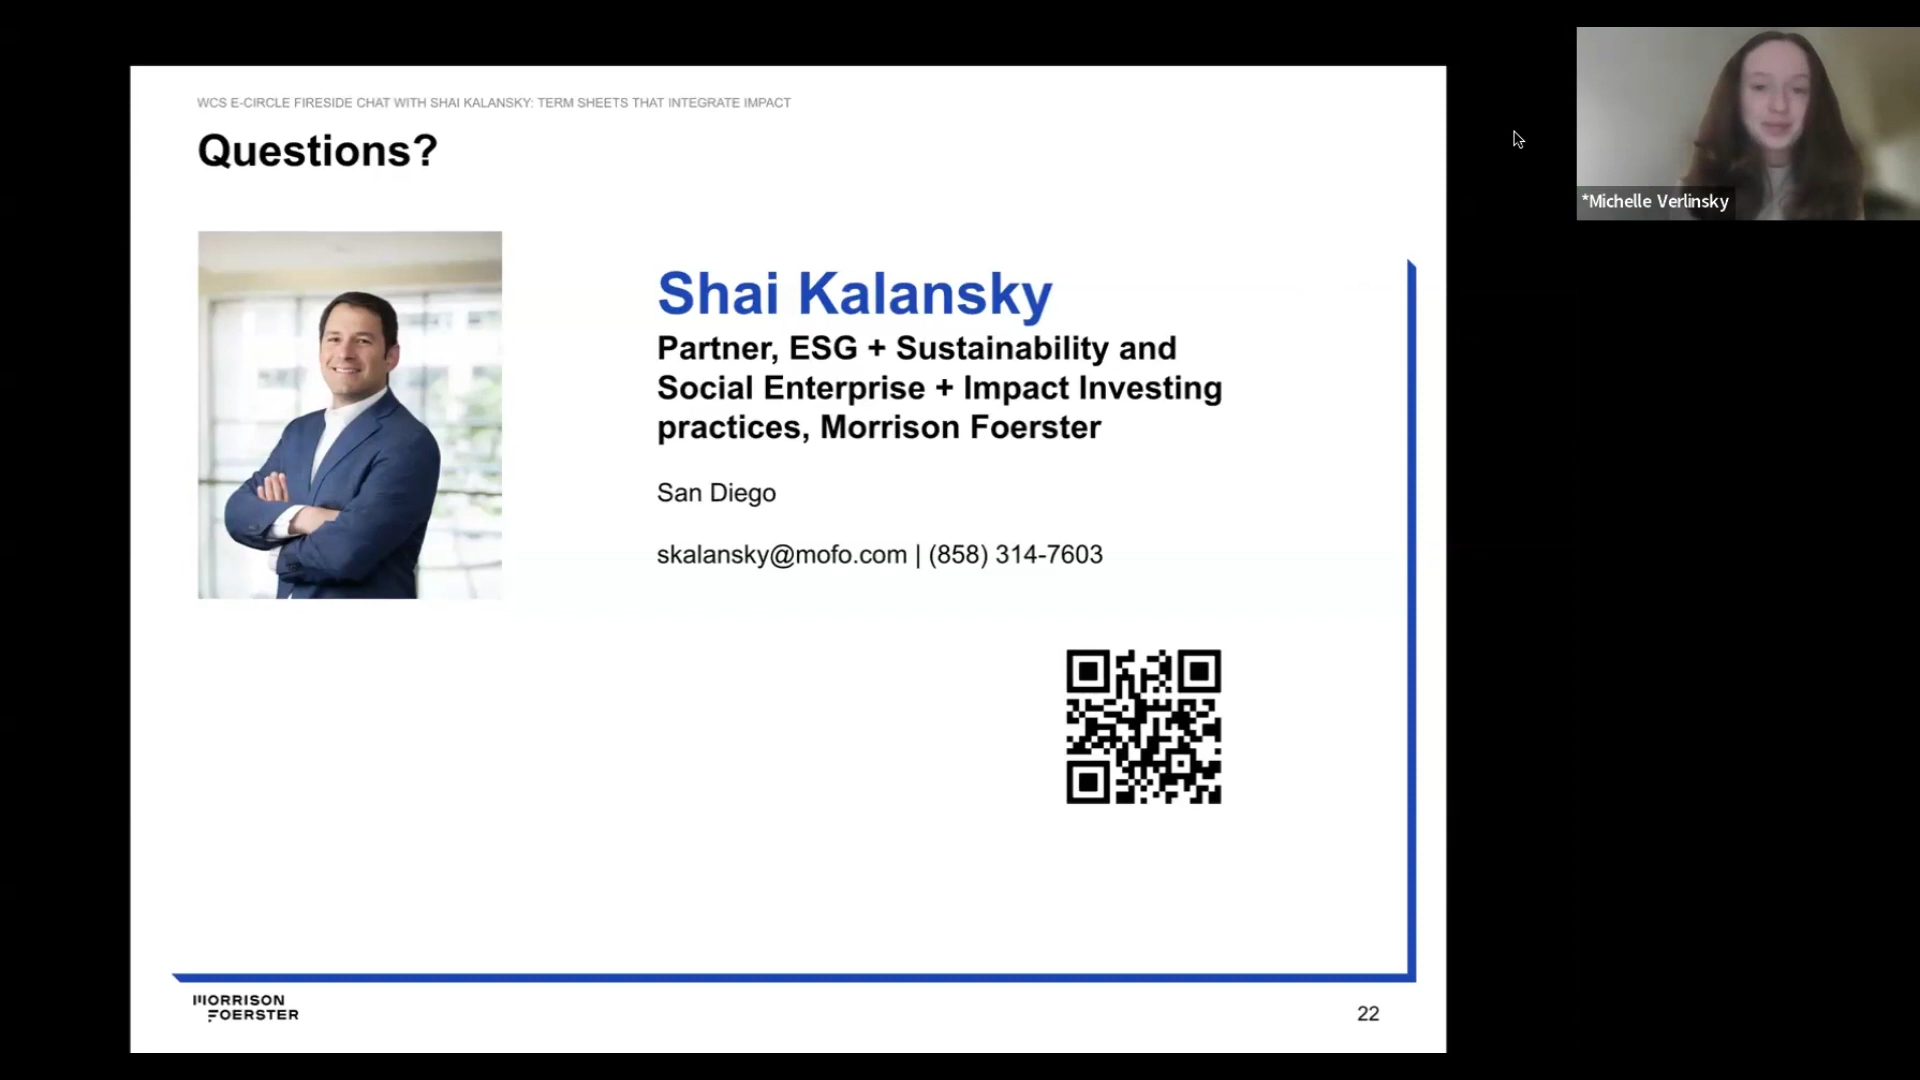 WCS E-CIRCLE FIRESIDE CHAT WITH SHAI KALANSKY: TERM SHEETS THAT INTEGRATE IMPACT
Questions?
*Michelle Verlinsky
Shai Kalansky
Partner, ESG + Sustainability and
Social Enterprise + Impact Investing
practices, Morrison Foerster
San Diego
skalansky@mofo.com | (858) 314-7603
MORRISON
FOERSTER
22